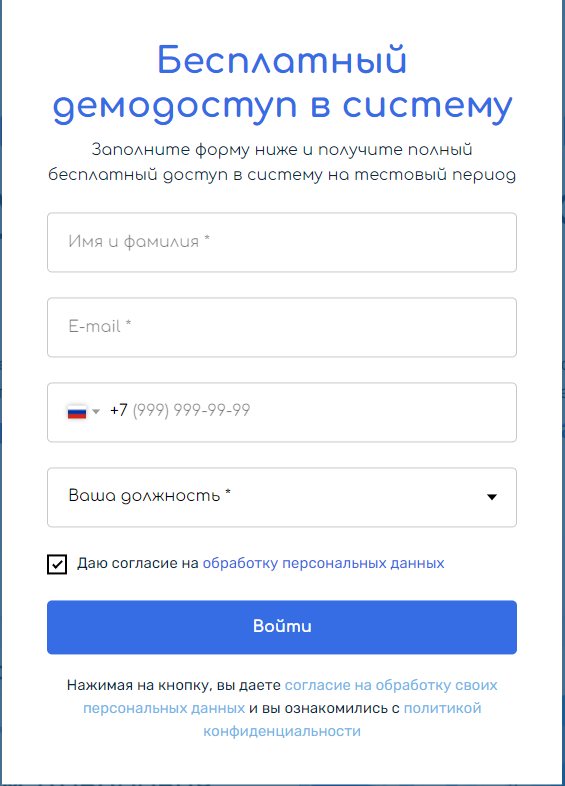 Бесплатный
демодоступ в систему
Заполните форму ниже и получите полный
бесплатный доступ в систему на тестовый период
Имя и фамилия *
E-mail *
+7 (999) 999-99-99
Ваша должность *
Даю согласие на обработку персональных данных
Войти
Нажимая на кнопку, вы даете согласие на обработку своих
персональных данных и вы ознакомились с политикой
конфиденциальности